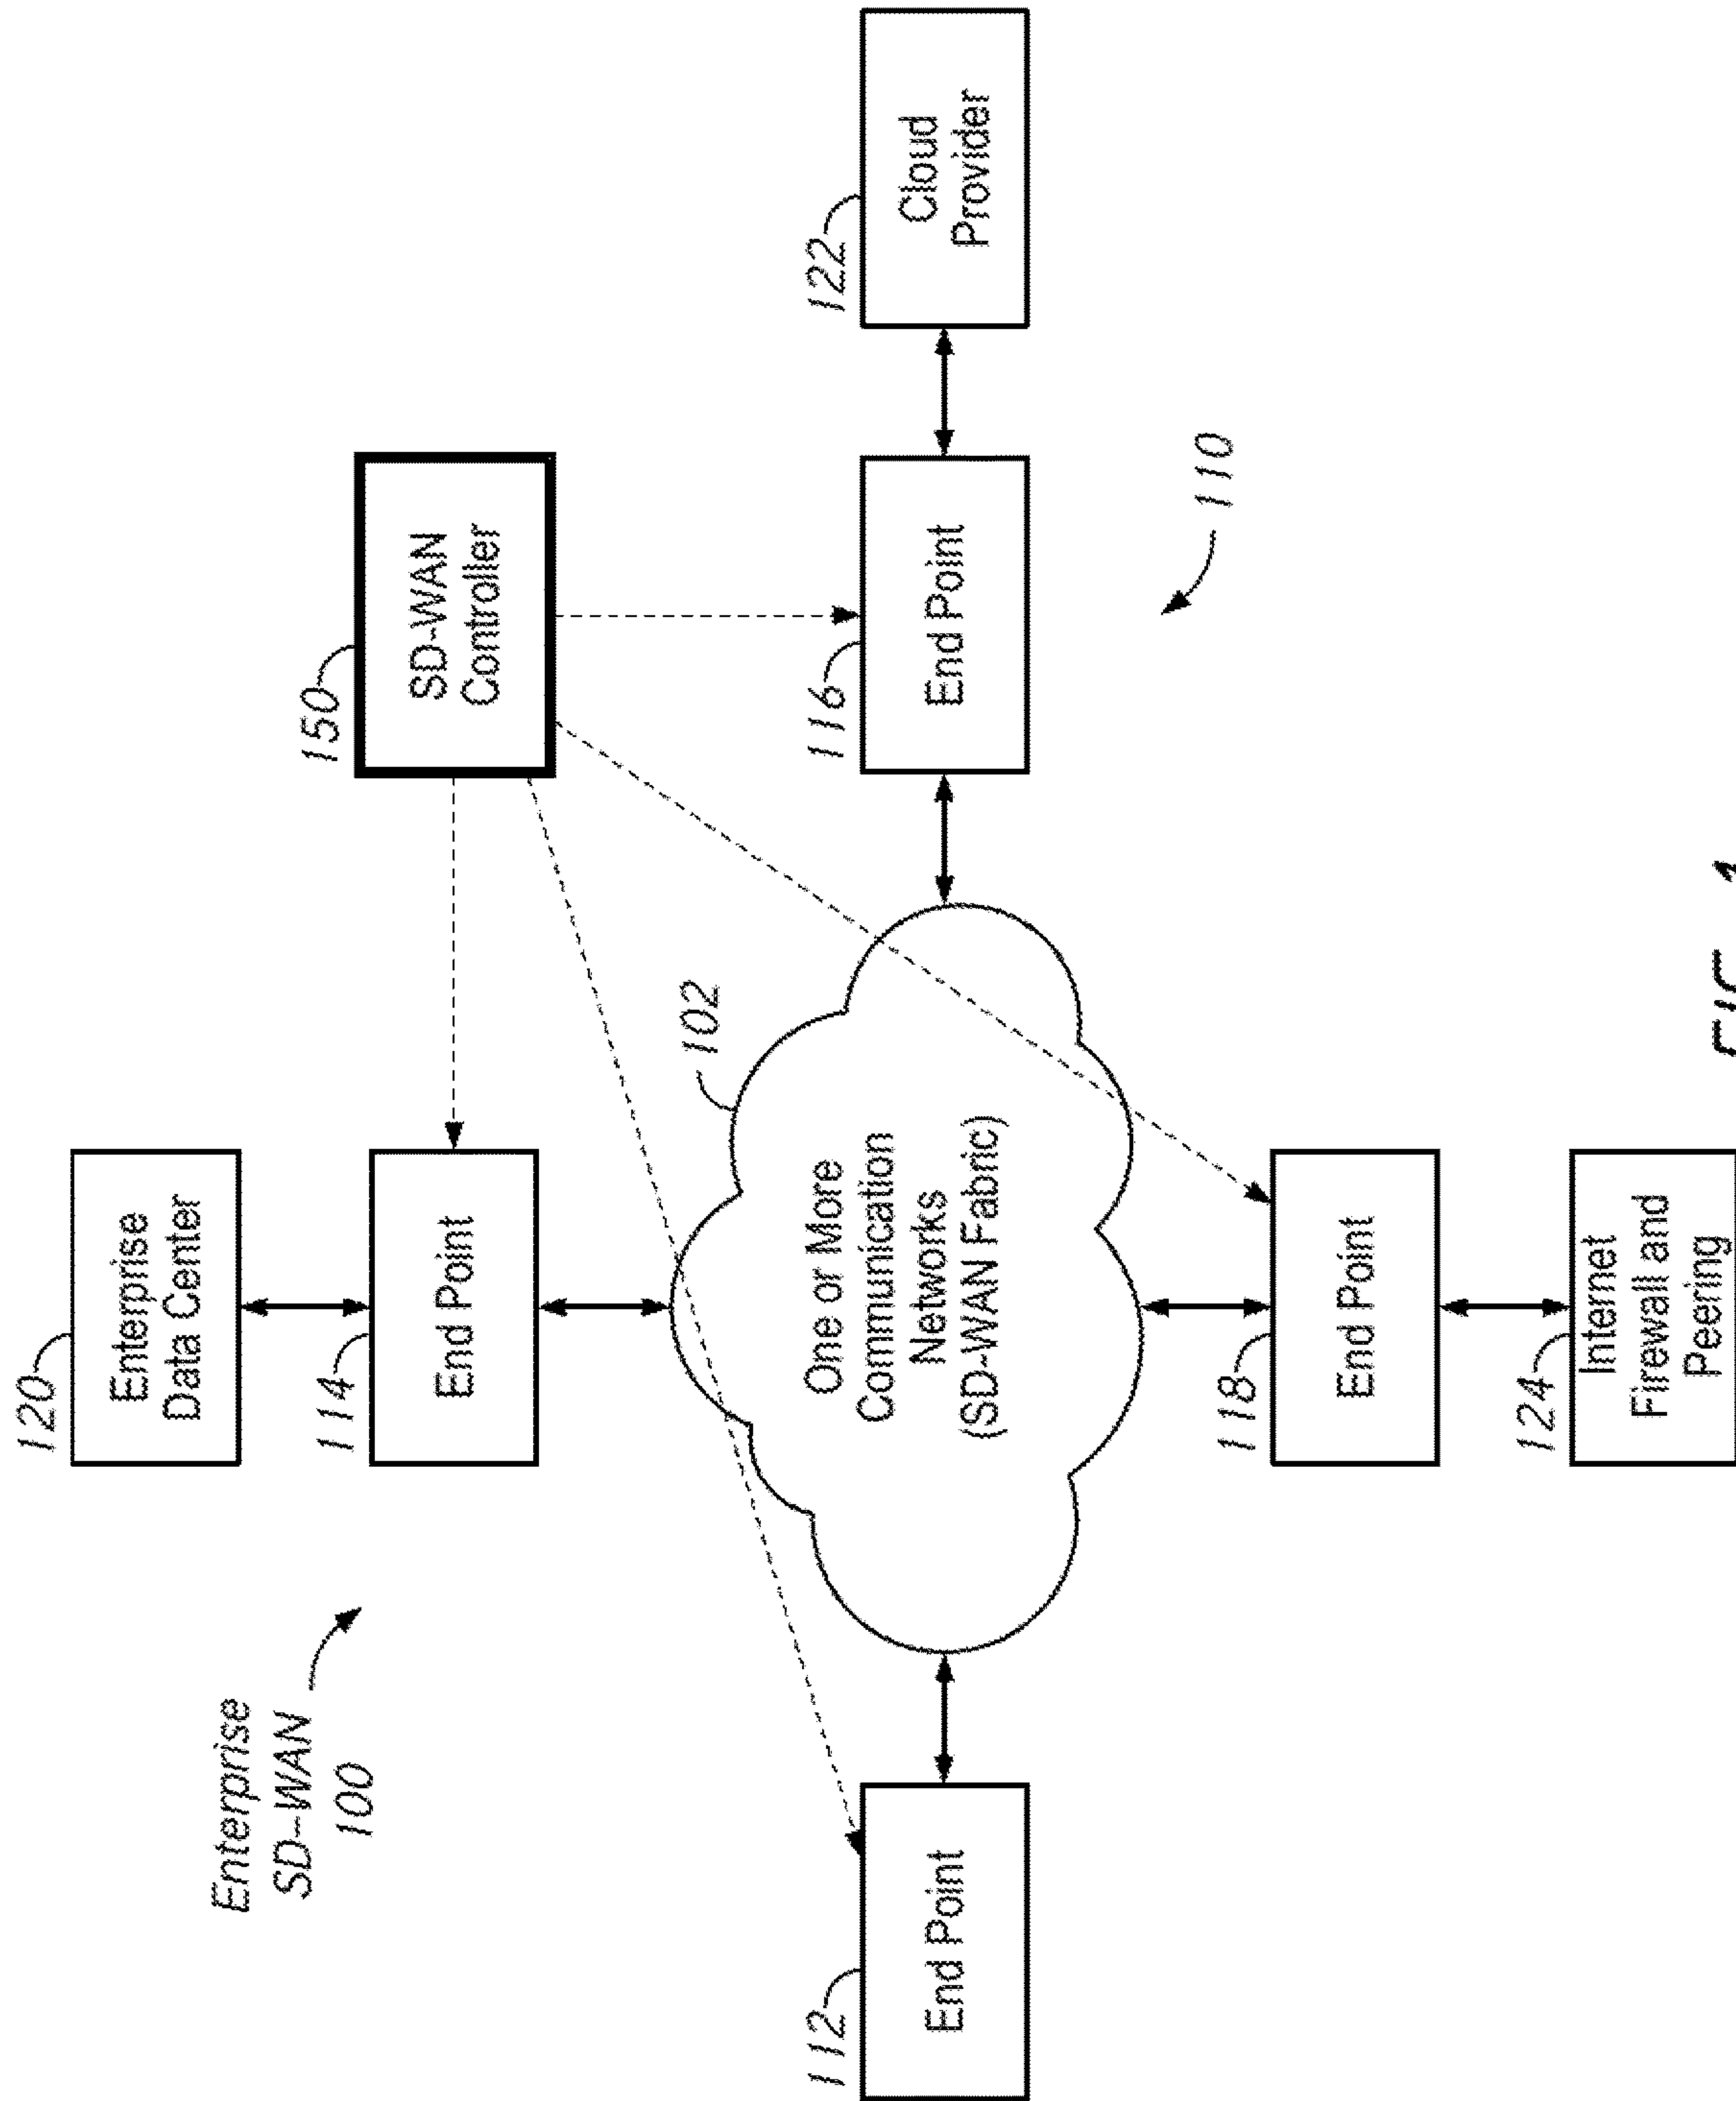 120
Enterprise
Data Center
Enterprise
SD-WAN
100
114
End Point
150
SD-WAN
Controller
102
112
End Point
One or More
Communication
Networks
(SD-WAN Fabric)
116
End Point
122
Cloud
Provider
110
118
End Point
124
Internet
Firewall and
Peering
FIG. 1